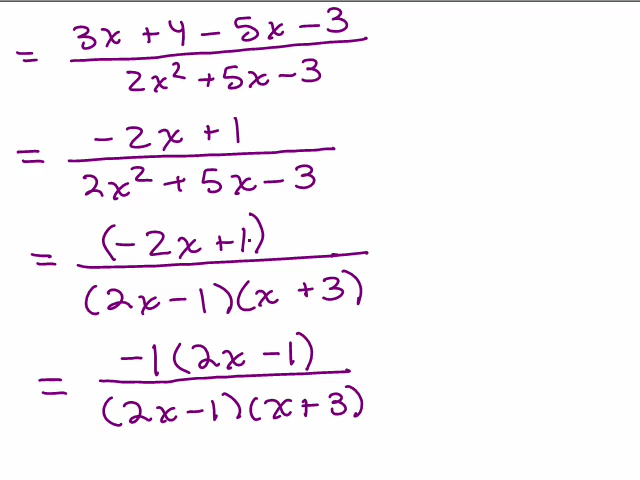 = (3x + 4 - 5x - 3)/(2x² + 5x - 3)
= (-2x + 1)/(2x² + 5x - 3)
= (-2x + 1)/((2x - 1)(x + 3))
= -1(2x - 1)/((2x - 1)(x + 3))